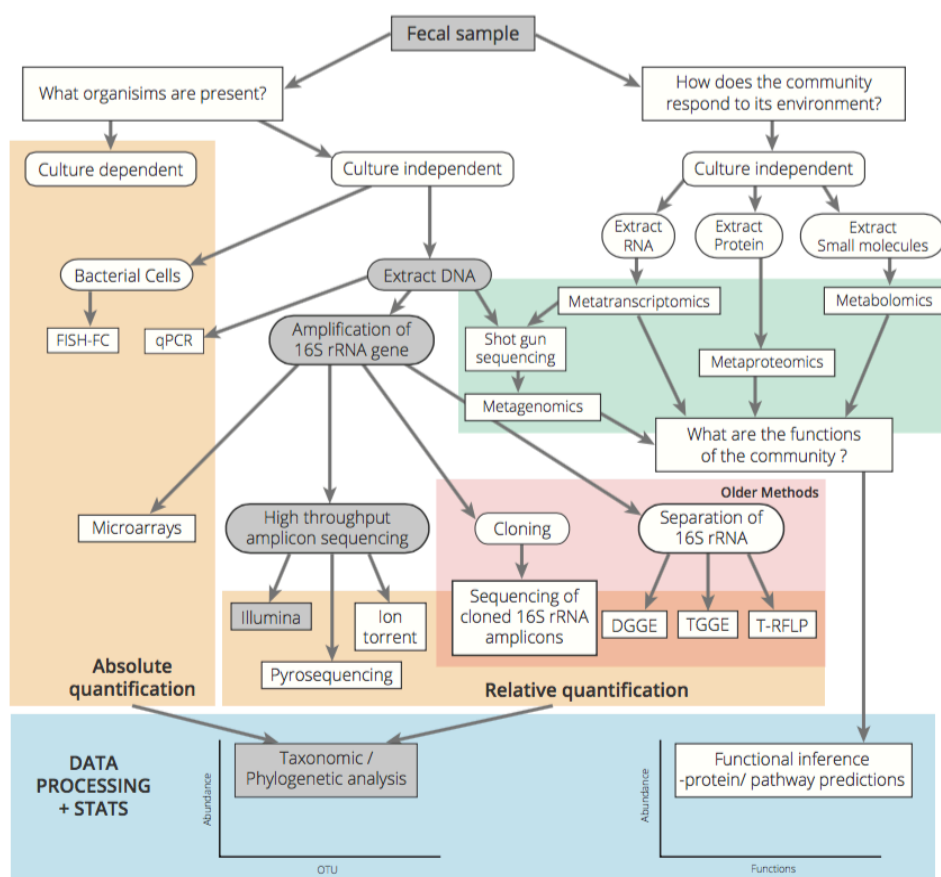 Fecal sample
What organisims are present?
How does the community
respond to its environment?
Culture dependent
Culture independent
Culture independent
Extract
RNA
Extract
Protein
Extract
Small molecules
Bacterial Cells
Extract DNA
FISH-FC
qPCR
Amplification of
16S rRNA gene
Shot gun
sequencing
Metatranscriptomics
Metabolomics
Metaproteomics
Metagenomics
What are the functions
of the community ?
Older Methods
Microarrays
High throughput
amplicon sequencing
Cloning
Separation of
16S rRNA
Illumina
Ion
torrent
Pyrosequencing
Sequencing of
cloned 16S rRNA
amplicons
DGGE
TGGE
T-RFLP
Absolute
quantification
Relative quantification
DATA
PROCESSING
+ STATS
Abundance
Taxonomic /
Phylogenetic analysis
OTU
Abundance
Functional inference
-protein/ pathway predictions
Functions